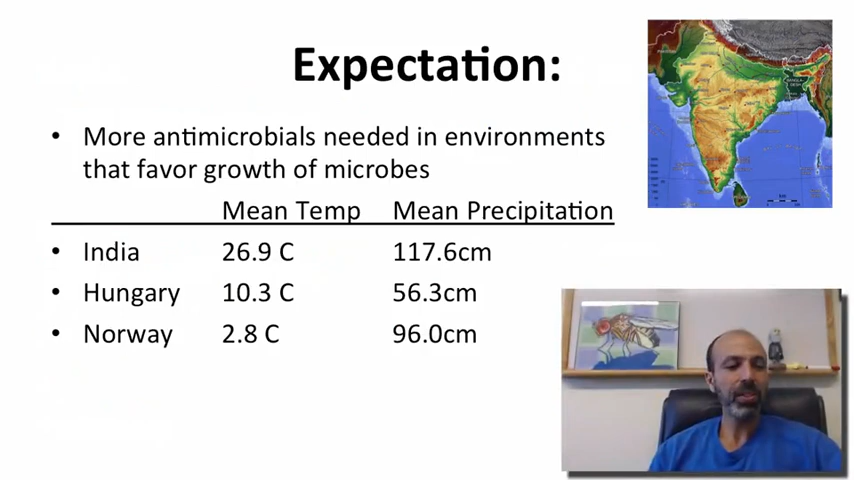 Expectation:
• More antimicrobials needed in environments
that favor growth of microbes
Mean Temp Mean Precipitation
• India 26.9 C 117.6cm
• Hungary 10.3 C 56.3cm
• Norway 2.8 C 96.0cm